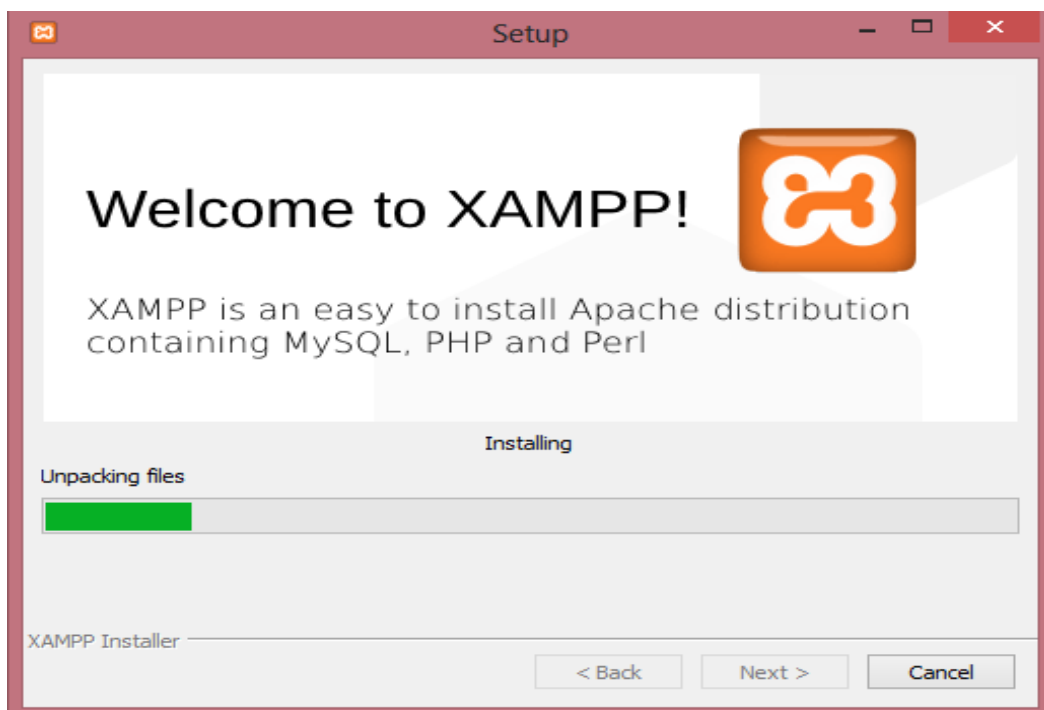 Setup
Welcome to XAMPP!
XAMPP is an easy to install Apache distribution
containing MySQL, PHP and Perl
Installing
Unpacking files
XAMPP Installer
< Back
Next >
Cancel